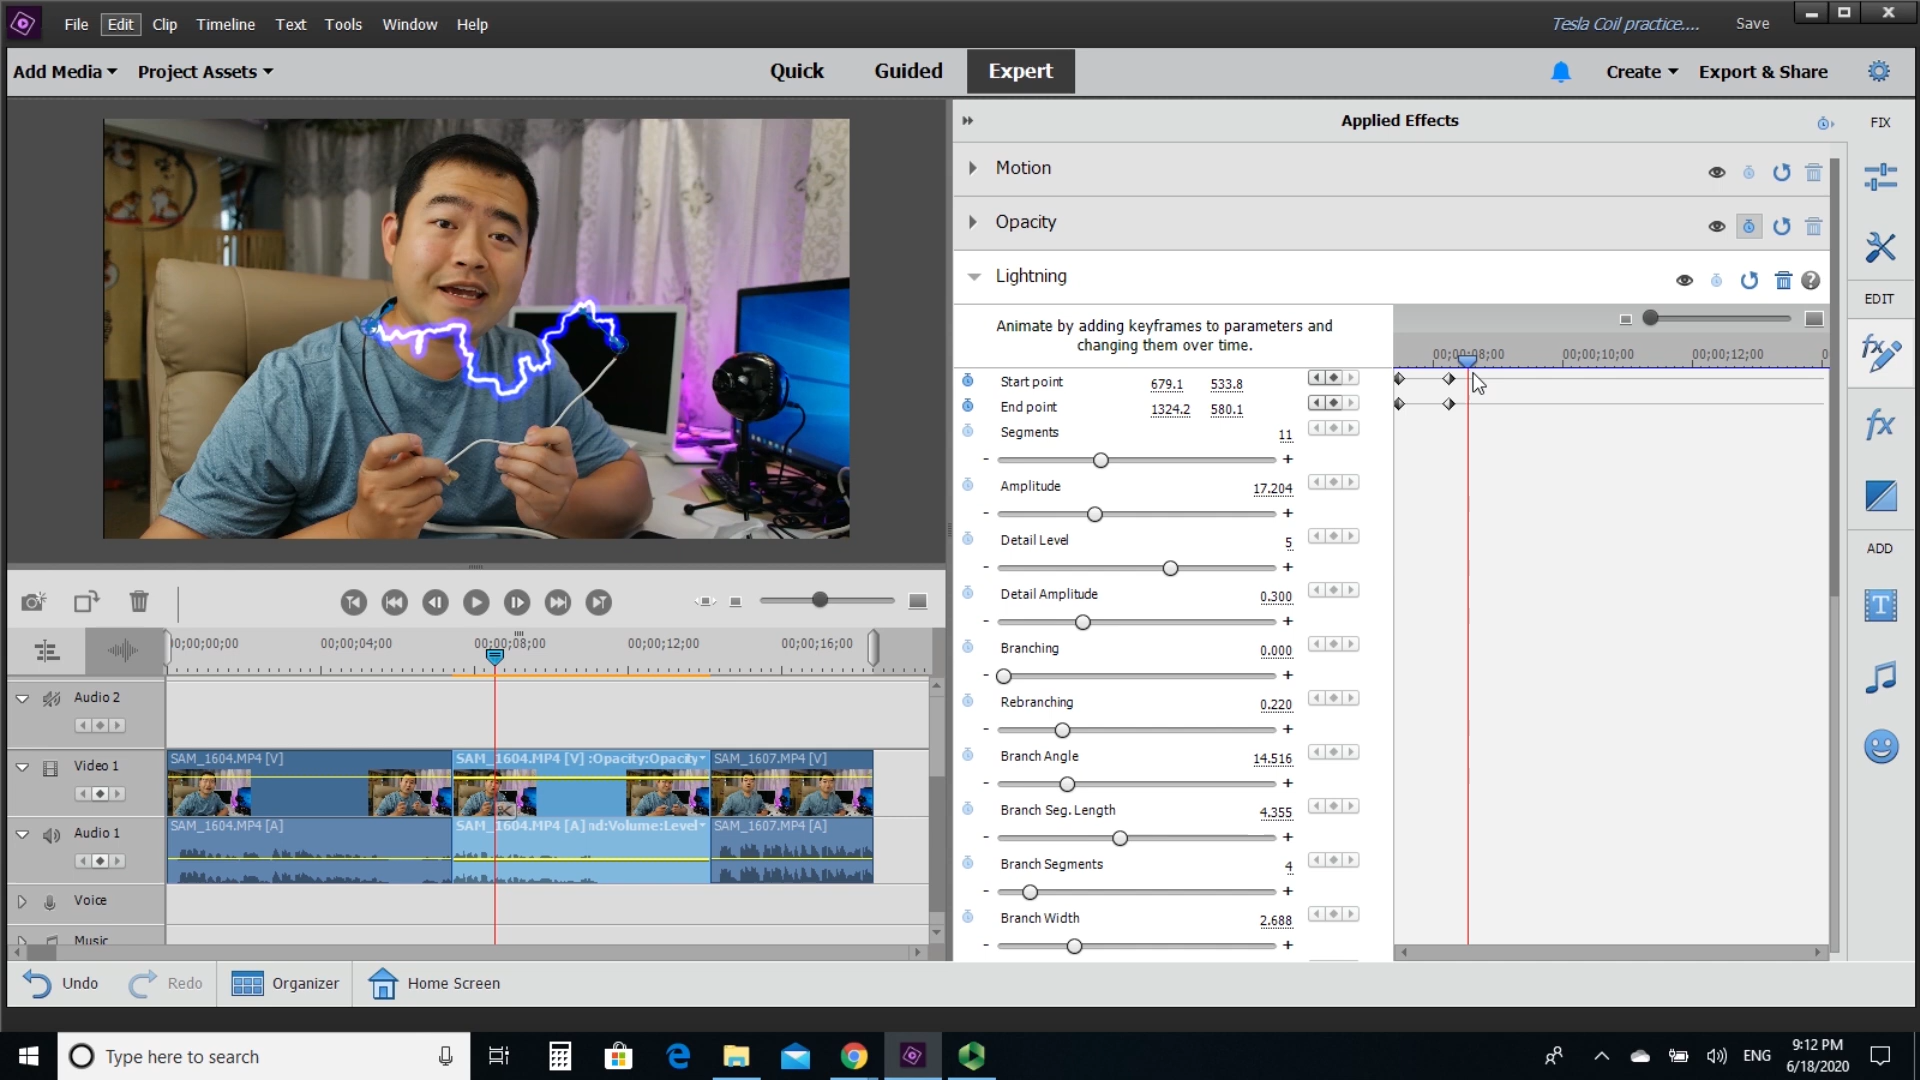 File Edit Clip Timeline Text Tools Window Help
Tesla Coil practice.... Save
Add Media Project Assets
Quick Guided Expert
Create Export & Share
Applied Effects
FIX
Motion
Opacity
Lightning
EDIT
Animate by adding keyframes to parameters and
changing them over time.
00;00;08;00 00;00;10;00 00;00;12;00 0
Start point 679.1 533.8
End point 1324.2 580.1
Segments 11
- +
Amplitude 17.204
- +
Detail Level 5
- +
ADD
Detail Amplitude 0.300
- +
Branching 0.000
- +
Rebranching 0.220
- +
Branch Angle 14.516
- +
Branch Seg. Length 4.355
- +
Branch Segments 4
- +
Branch Width 2.688
- +
00;00;00;00 00;00;04;00 00;00;08;00 00;00;12;00 00;00;16;00
Audio 2
Video 1
SAM_1604.MP4 [V] SAM_1604.MP4 [V] :Opacity:Opacity SAM_1607.MP4 [V]
Audio 1
SAM_1604.MP4 [A] SAM_1604.MP4 [A] nd:Volume:Level SAM_1607.MP4 [A]
Voice
Music
Undo Redo Organizer Home Screen
Type here to search
ENG
9:12 PM
6/18/2020